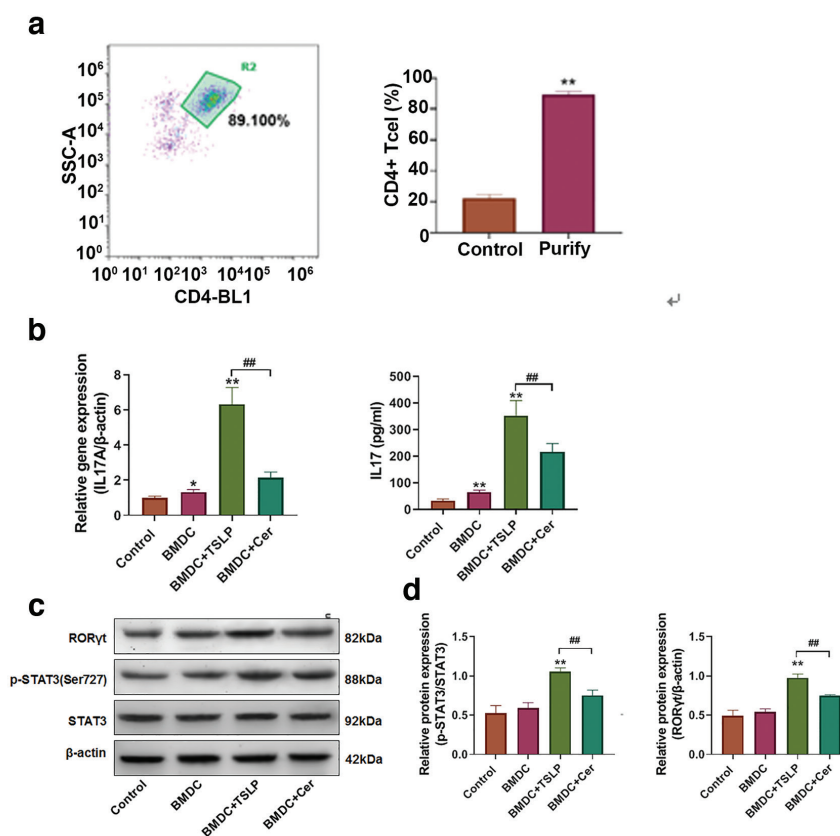 a
R2
89.100%
SSC-A
10⁶
10⁵
10⁴
10³
10²
10¹
10⁰
10⁰ 10¹ 10² 10³ 10⁴ 10⁵ 10⁶
CD4-BL1
CD4+ Tcel (%)
100
80
60
40
20
0
**
Control Purify
↵
b
Relative gene expression
(IL17A/β-actin)
8
6
4
2
0
*
**
##
Control
BMDC
BMDC+TSLP
BMDC+Cer
IL17 (pg/ml)
500
400
300
200
100
0
**
**
##
Control
BMDC
BMDC+TSLP
BMDC+Cer
c
RORγt 82kDa
p-STAT3(Ser727) 88kDa
STAT3 92kDa
β-actin 42kDa
Control
BMDC
BMDC+TSLP
BMDC+Cer
d
Relative protein expression
(p-STAT3/STAT3)
1.5
1.0
0.5
0.0
**
##
Control
BMDC
BMDC+TSLP
BMDC+Cer
Relative protein expression
(RORγt/β-actin)
1.5
1.0
0.5
0.0
**
##
Control
BMDC
BMDC+TSLP
BMDC+Cer